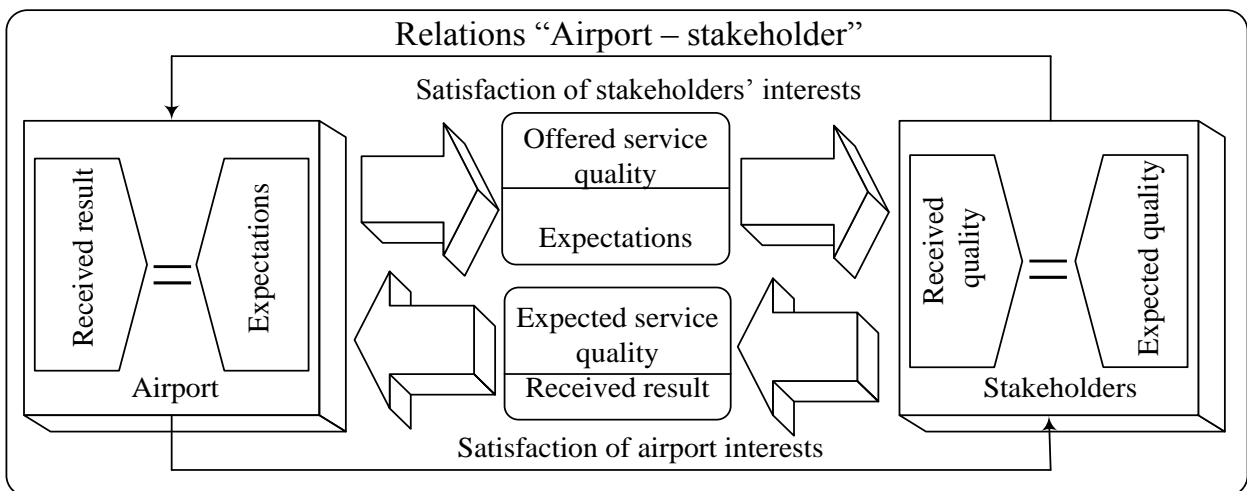 Relations “Airport – stakeholder”
Satisfaction of stakeholders’ interests
Received result
Expectations
Airport
Offered service
quality
Expectations
Expected service
quality
Received result
Received
quality
Expected quality
Stakeholders
Satisfaction of airport interests